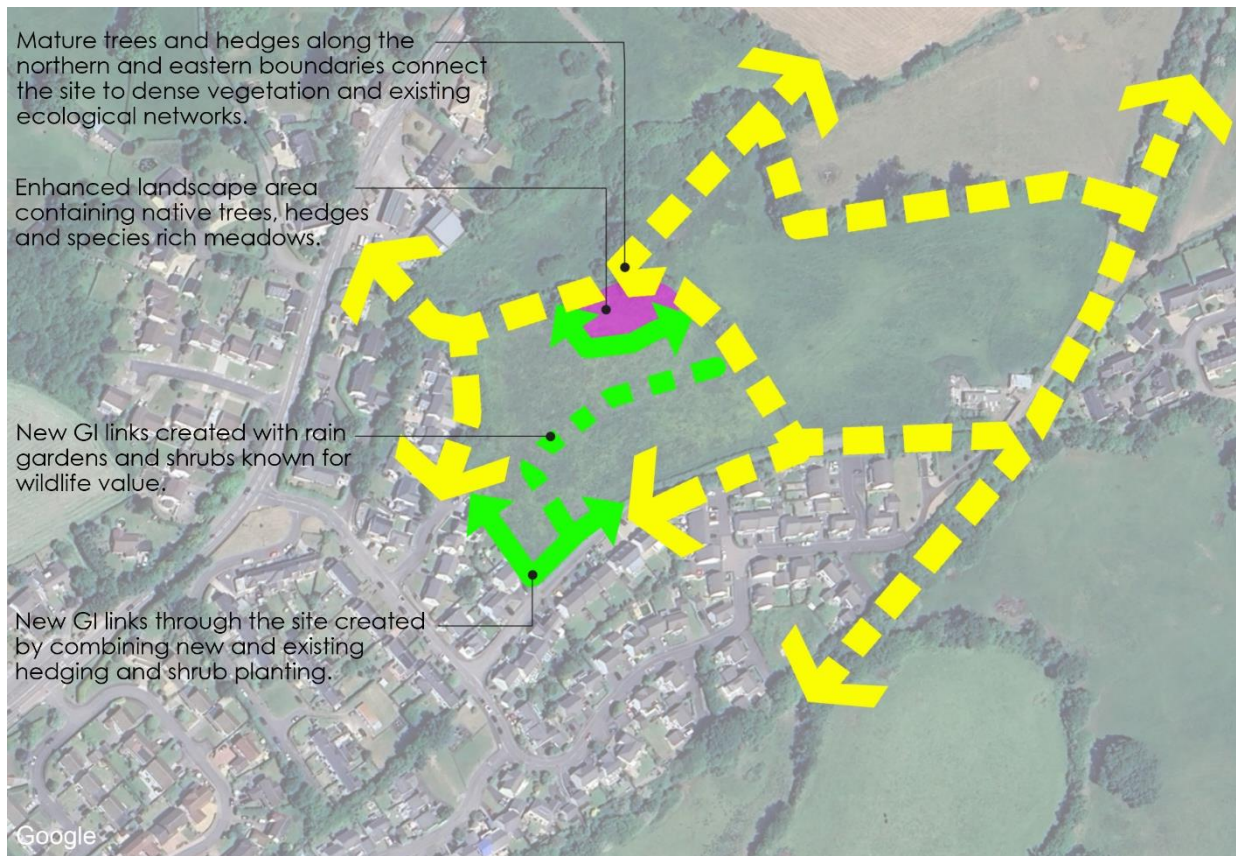 Mature trees and hedges along the
northern and eastern boundaries connect
the site to dense vegetation and existing
ecological networks.
Enhanced landscape area
containing native trees, hedges
and species rich meadows.
New GI links created with rain
gardens and shrubs known for
wildlife value.
New GI links through the site created
by combining new and existing
hedging and shrub planting.
Google